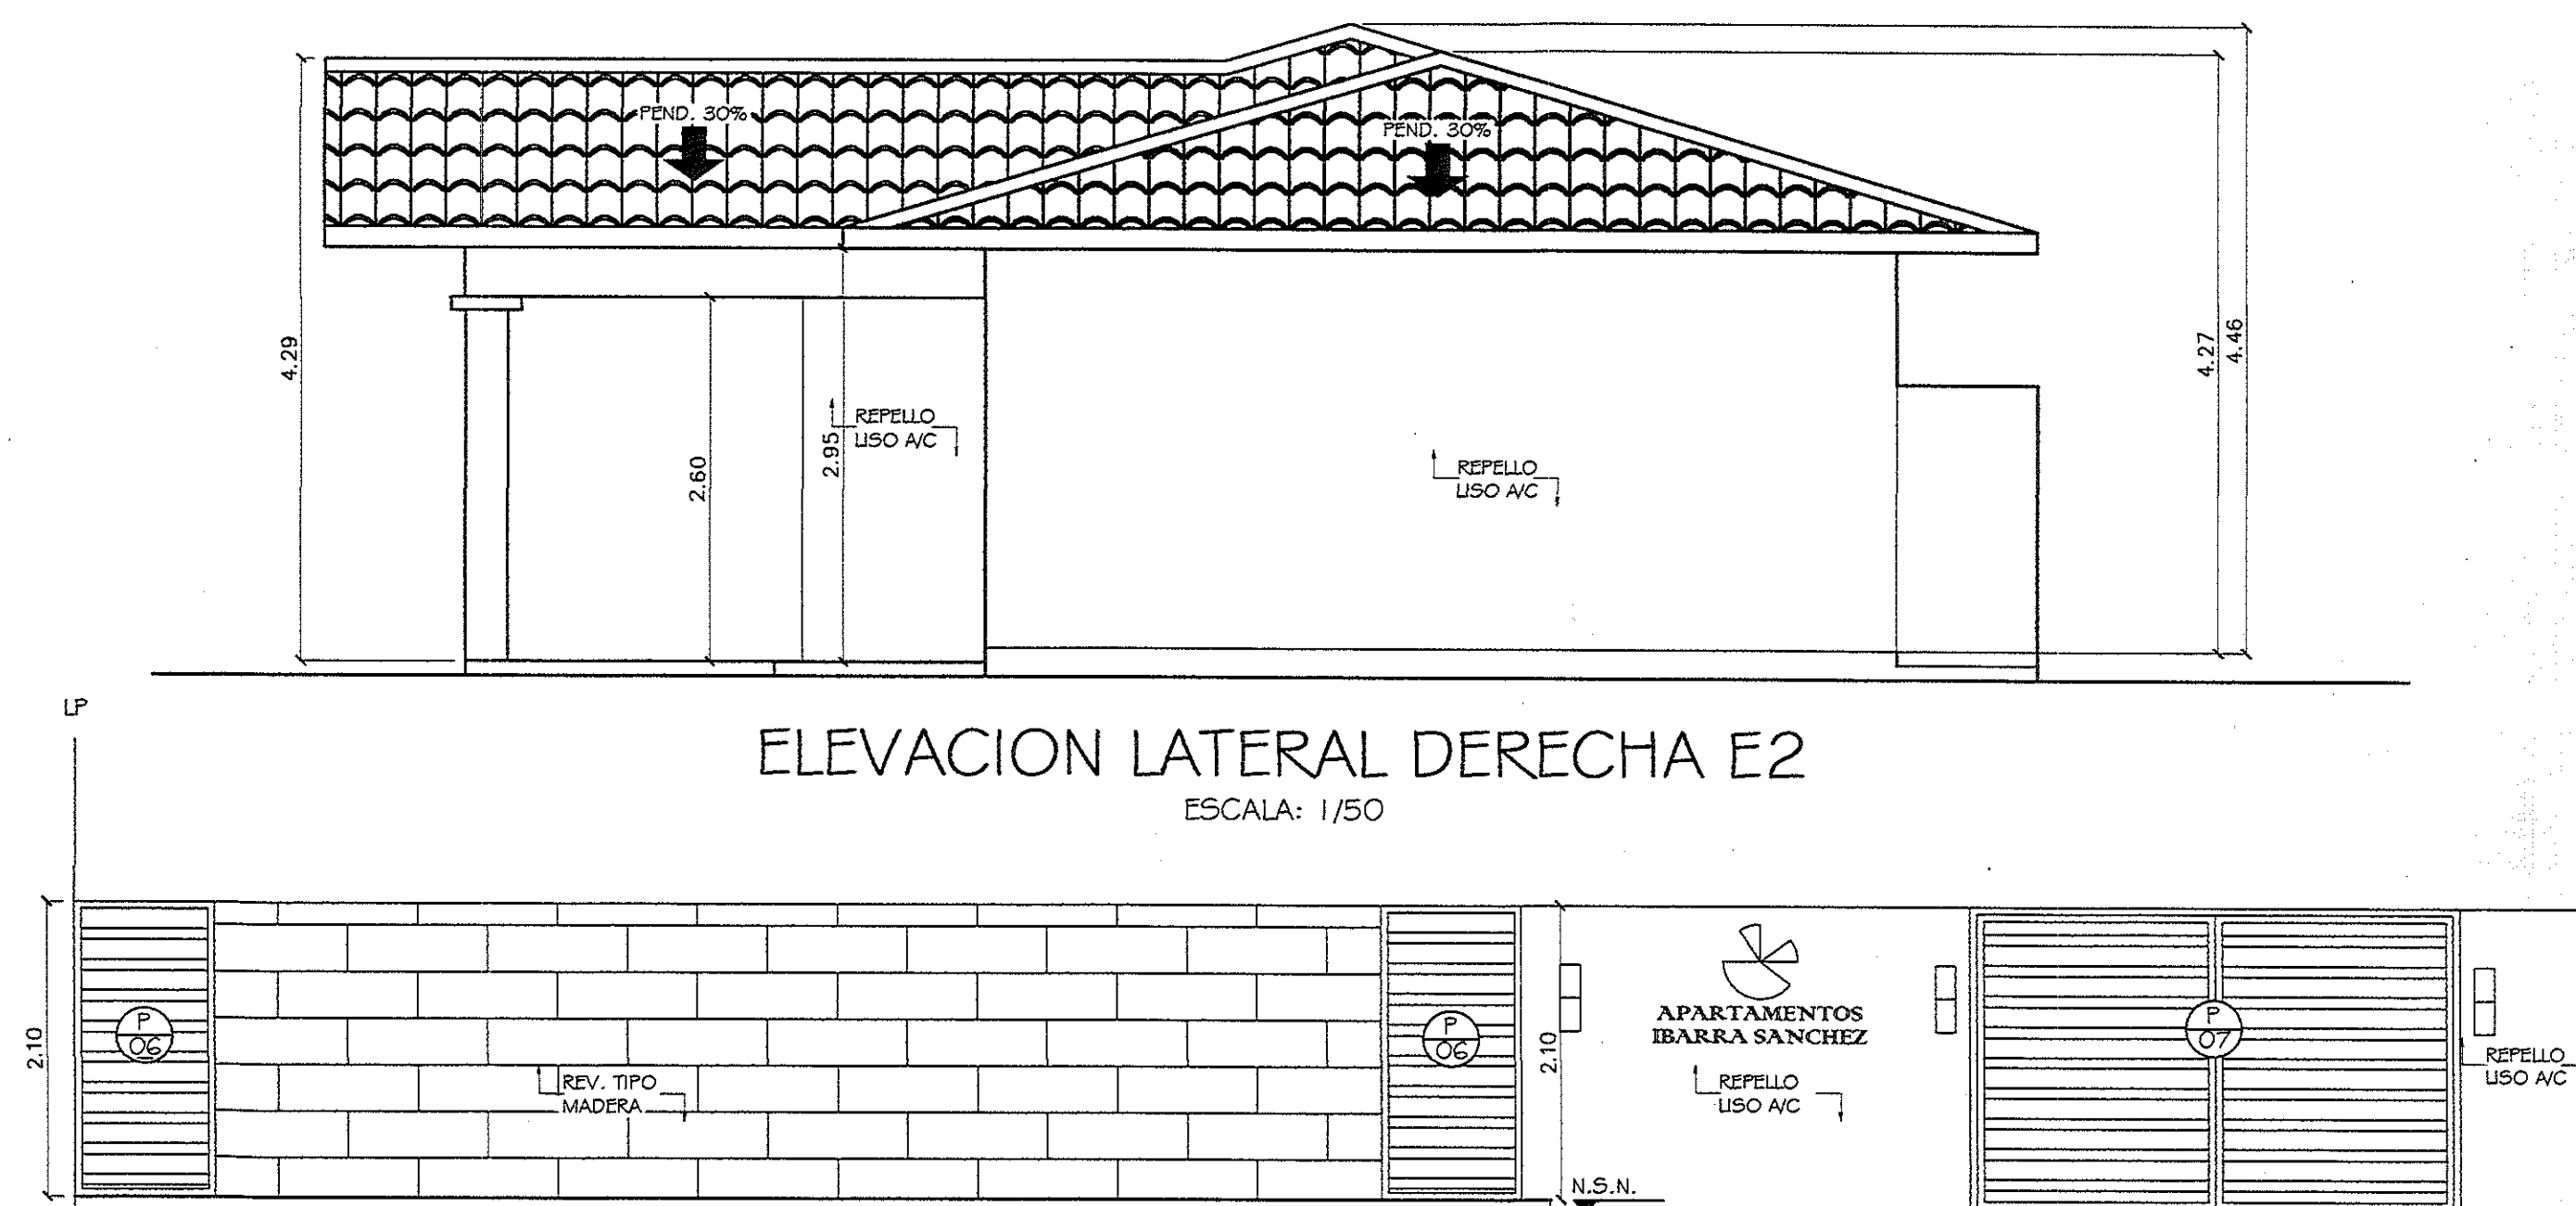 PEND. 30%
PEND. 30%
4.29
2.60
2.95
REPELLO
LISO A/C
REPELLO
LISO A/C
4.27
4.46
LP
ELEVACION LATERAL DERECHA E2
ESCALA: 1/50
2.10
P
06
REV. TIPO
MADERA
P
06
2.10
APARTAMENTOS
IBARRA SANCHEZ
REPELLO
LISO A/C
N.S.N.
P
07
REPELLO
LISO A/C